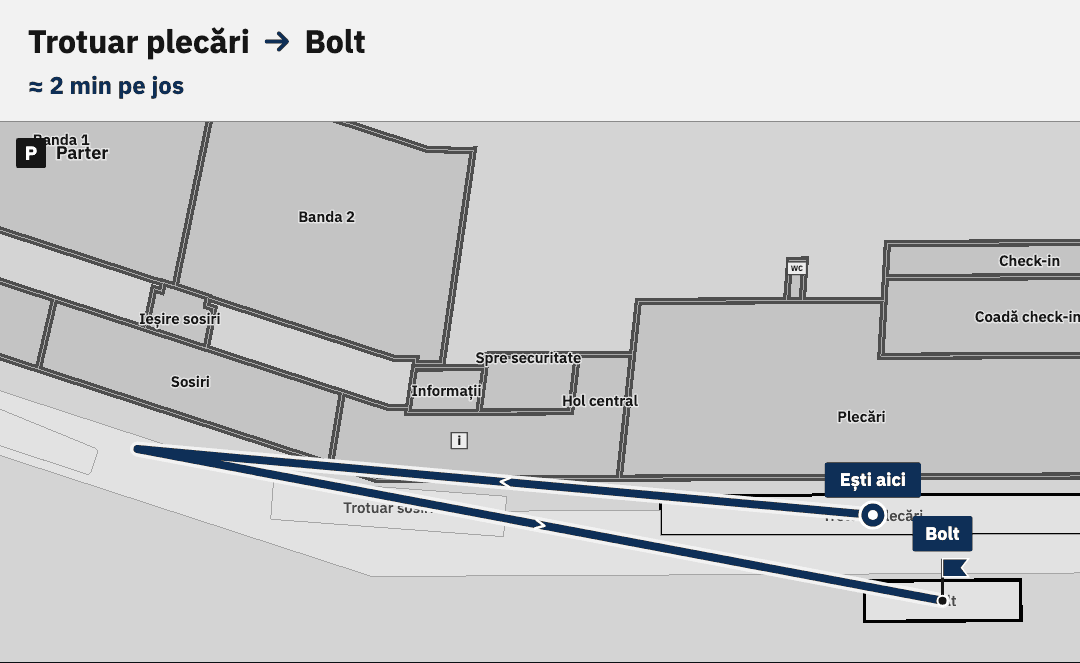 Trotuar plecări → Bolt
≈ 2 min pe jos
Banda 1
P Parter
Banda 2
wc
Check-in
Coadă check-in
Ieșire sosiri
Spre securitate
Sosiri
Informații
Hol central
Plecări
i
Ești aici
Trotuar
Bolt